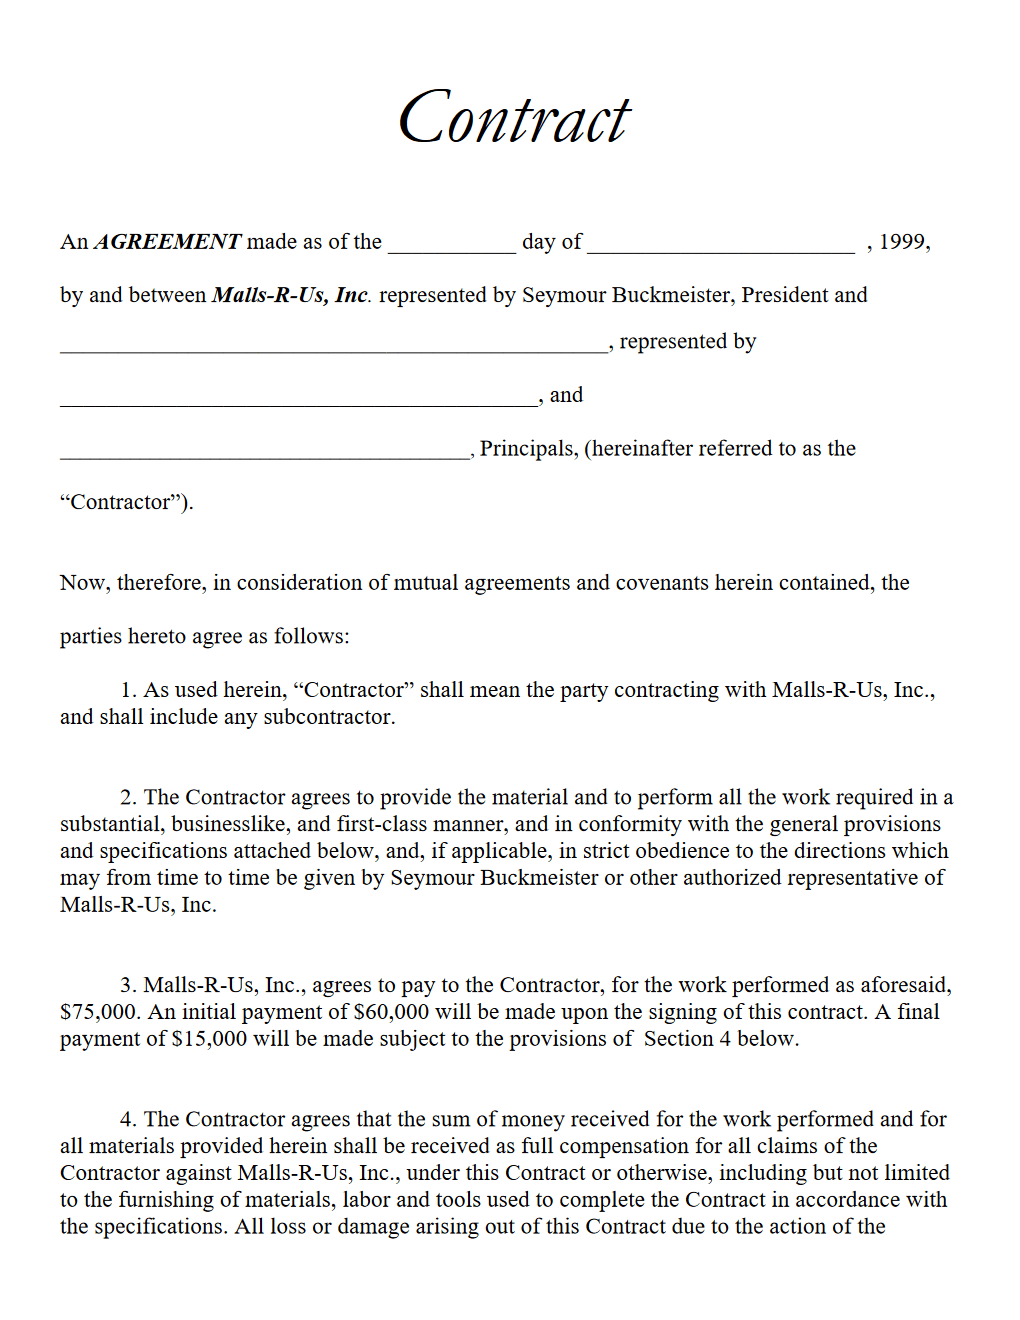 Contract
An AGREEMENT made as of the ____________ day of _________________________ , 1999,
by and between Malls-R-Us, Inc. represented by Seymour Buckmeister, President and
___________________________________________________, represented by
_____________________________________________, and
______________________________________, Principals, (hereinafter referred to as the
“Contractor”).
Now, therefore, in consideration of mutual agreements and covenants herein contained, the
parties hereto agree as follows:
1. As used herein, “Contractor” shall mean the party contracting with Malls-R-Us, Inc.,
and shall include any subcontractor.
2. The Contractor agrees to provide the material and to perform all the work required in a
substantial, businesslike, and first-class manner, and in conformity with the general provisions
and specifications attached below, and, if applicable, in strict obedience to the directions which
may from time to time be given by Seymour Buckmeister or other authorized representative of
Malls-R-Us, Inc.
3. Malls-R-Us, Inc., agrees to pay to the Contractor, for the work performed as aforesaid,
$75,000. An initial payment of $60,000 will be made upon the signing of this contract. A final
payment of $15,000 will be made subject to the provisions of Section 4 below.
4. The Contractor agrees that the sum of money received for the work performed and for
all materials provided herein shall be received as full compensation for all claims of the
Contractor against Malls-R-Us, Inc., under this Contract or otherwise, including but not limited
to the furnishing of materials, labor and tools used to complete the Contract in accordance with
the specifications. All loss or damage arising out of this Contract due to the action of the